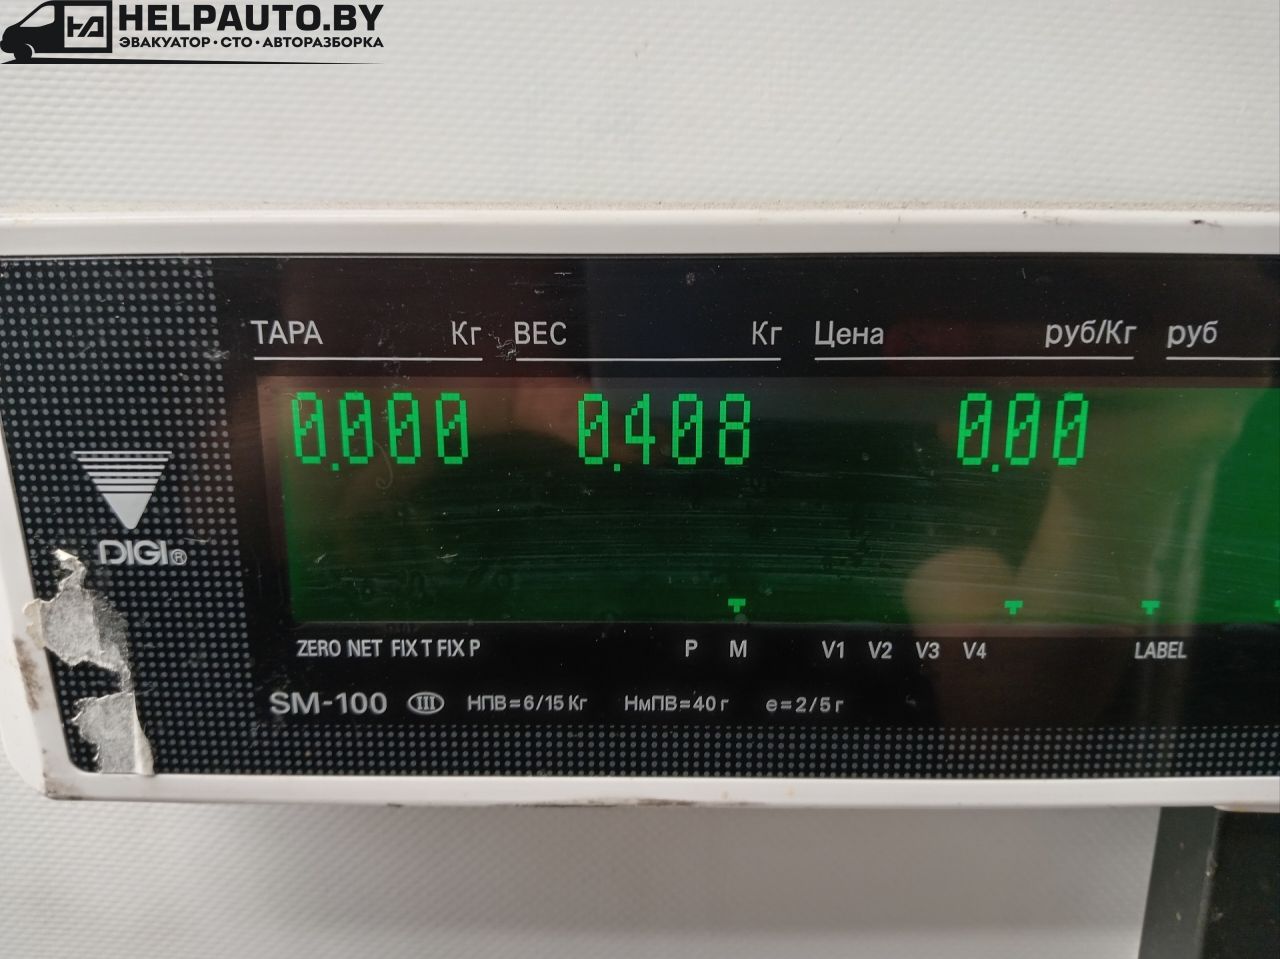 HELPAUTO.BY
ЭВАКУАТОР·СТО·АВТОРАЗБОРКА
ТАРА Кг ВЕС Кг Цена руб/Кг руб
0.000 0.408 0.00
DIGI®
ZERO NET FIX T FIX P P M V1 V2 V3 V4 LABEL
SM-100 III НПВ=6/15 Кг НмПВ=40 г e=2/5 г